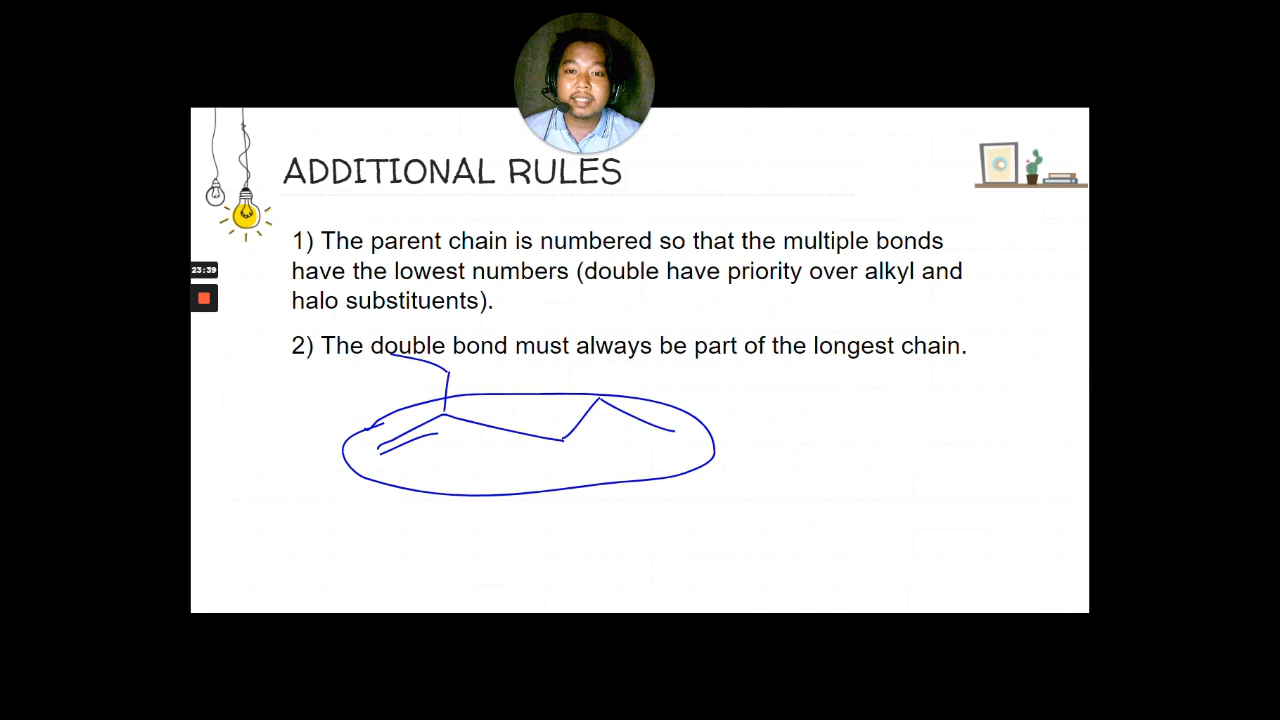 ADDITIONAL RULES
1) The parent chain is numbered so that the multiple bonds
have the lowest numbers (double have priority over alkyl and
halo substituents).
23:39
2) The double bond must always be part of the longest chain.